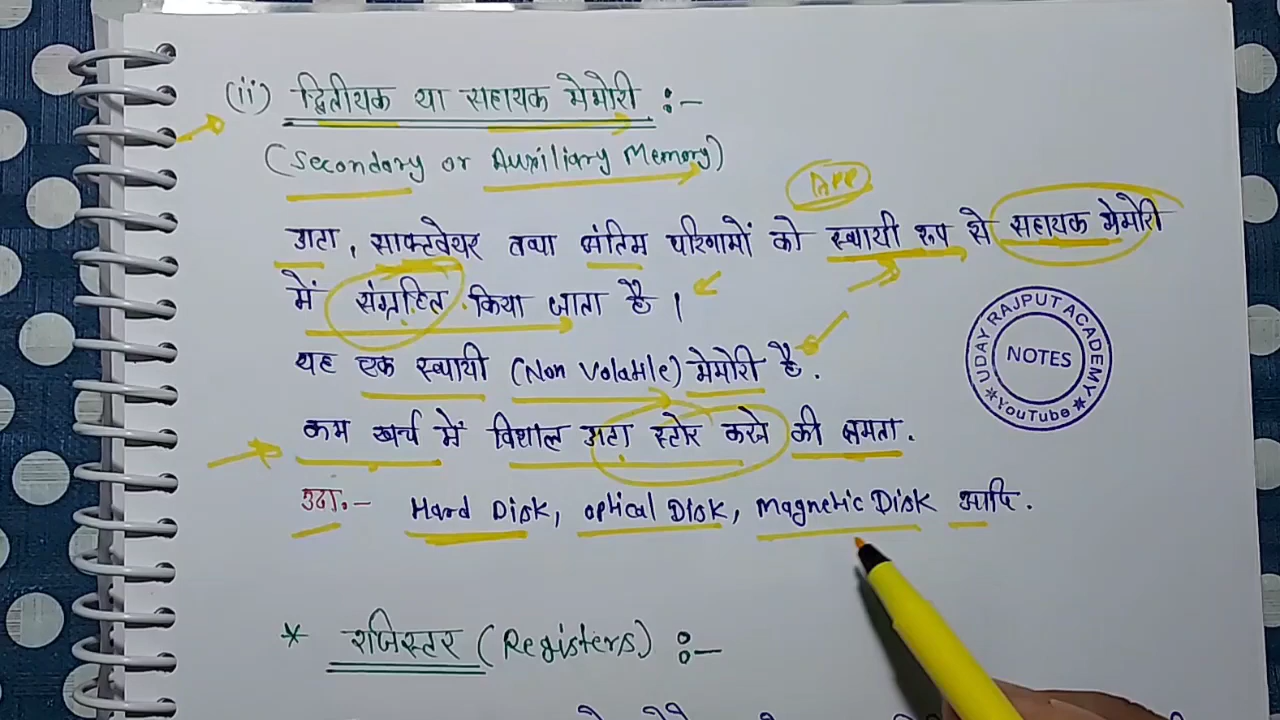 (ii) द्वितीयक या सहायक मेमोरी :-
(Secondary or Auxiliary Memory)
APP
डाटा, साफ्टवेयर तथा अंतिम परिणामों को स्थायी रूप से सहायक मेमोरी
में संग्रहित किया जाता है।
यह एक स्थायी (Non Volatile) मेमोरी है.
कम खर्च में विशाल डाटा स्टोर करने की क्षमता.
उदा.- Hard Disk, optical Disk, Magnetic Disk आदि.
UDAY RAJPUT ACADEMY
NOTES
YouTube
* रजिस्टर (Registers) :-